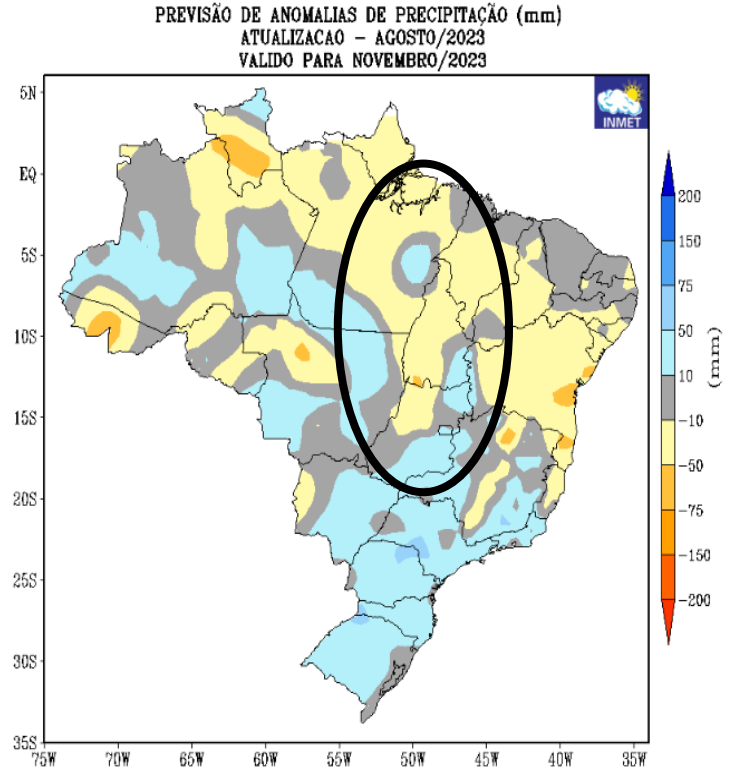 PREVISÃO DE ANOMALIAS DE PRECIPITAÇÃO (mm)
ATUALIZACAO - AGOSTO/2023
VALIDO PARA NOVEMBRO/2023
INMET
5N
EQ
5S
10S
15S
20S
25S
30S
35S
75W 70W 65W 60W 55W 50W 45W 40W 35W
200
150
75
50
10
-10
-50
-75
-150
-200
(mm)